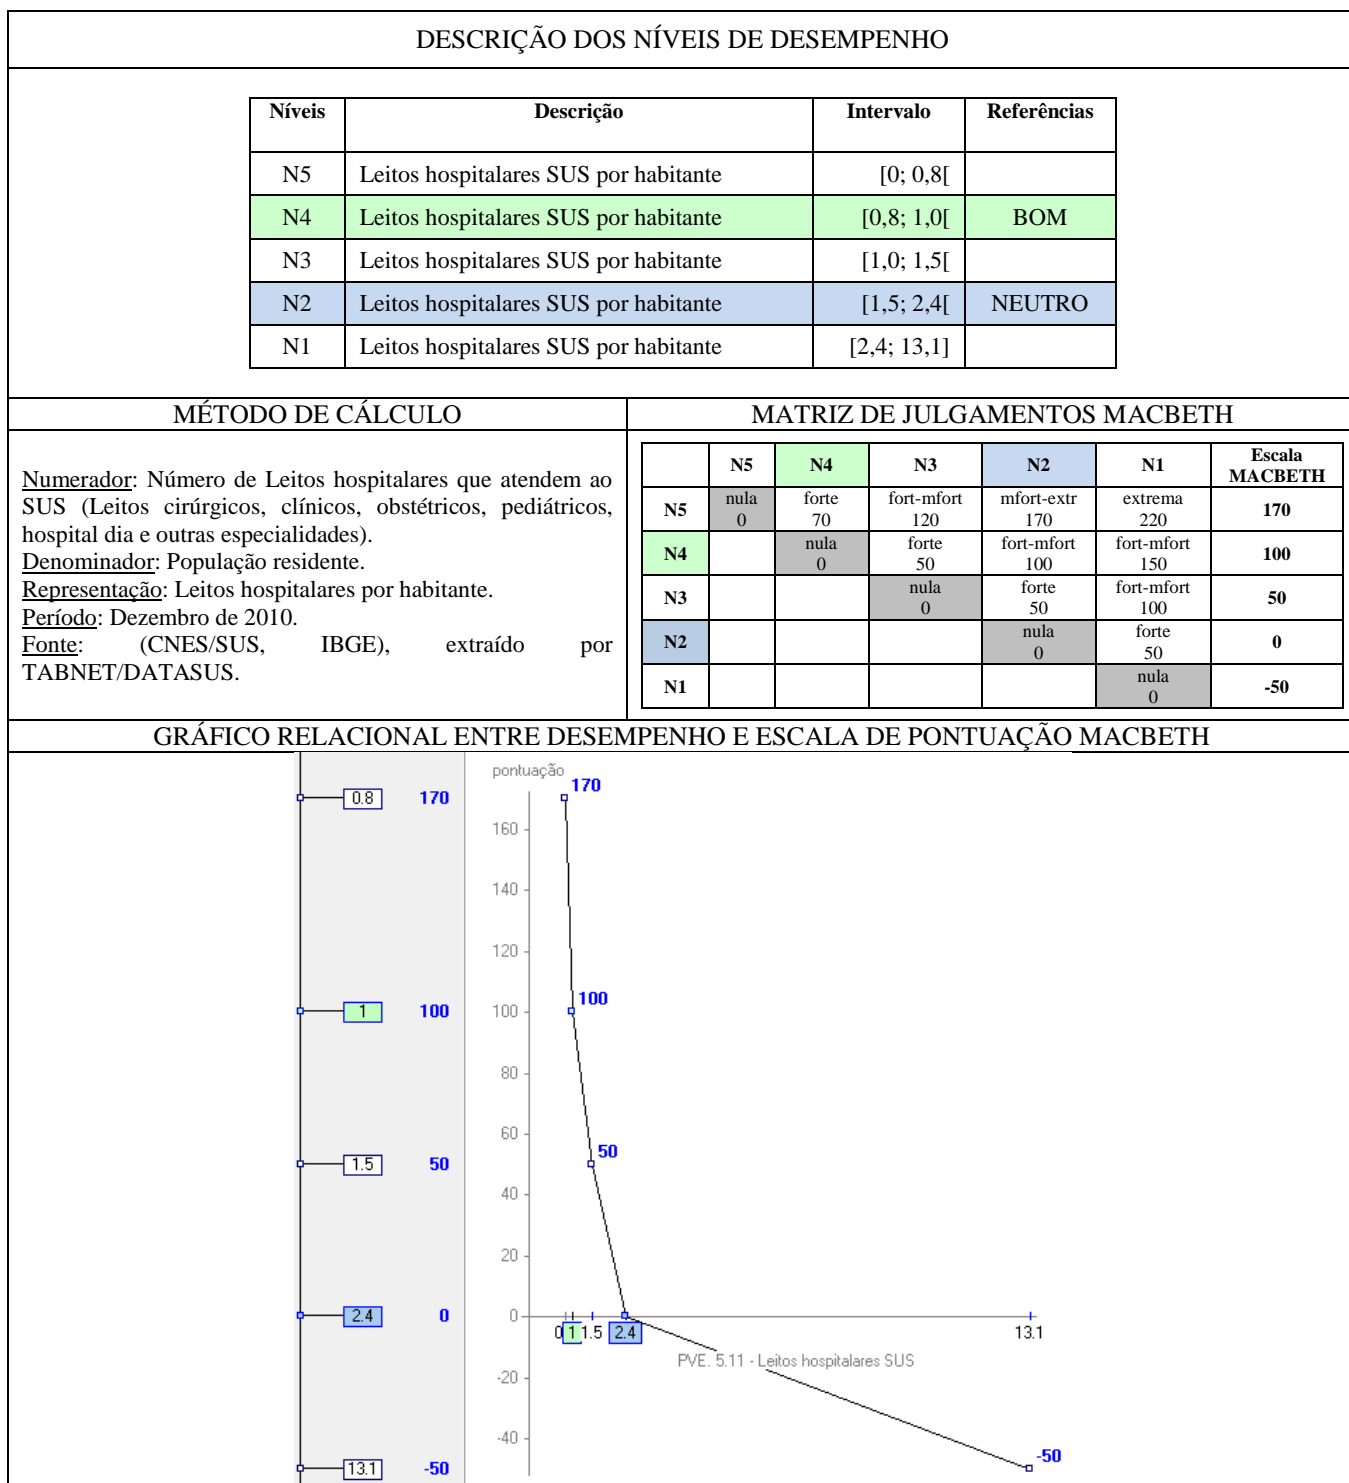 DESCRIÇÃO DOS NÍVEIS DE DESEMPENHO
Níveis Descrição Intervalo Referências
N5 Leitos hospitalares SUS por habitante [0; 0,8[
N4 Leitos hospitalares SUS por habitante [0,8; 1,0[ BOM
N3 Leitos hospitalares SUS por habitante [1,0; 1,5[
N2 Leitos hospitalares SUS por habitante [1,5; 2,4[ NEUTRO
N1 Leitos hospitalares SUS por habitante [2,4; 13,1]
MÉTODO DE CÁLCULO
Numerador: Número de Leitos hospitalares que atendem ao
SUS (Leitos cirúrgicos, clínicos, obstétricos, pediátricos,
hospital dia e outras especialidades).
Denominador: População residente.
Representação: Leitos hospitalares por habitante.
Período: Dezembro de 2010.
Fonte: (CNES/SUS, IBGE), extraído por
TABNET/DATASUS.
MATRIZ DE JULGAMENTOS MACBETH
N5 N4 N3 N2 N1 Escala
MACBETH
N5 nula forte fort-mfort mfort-extr extrema 170
0 70 120 170 220
N4 nula forte fort-mfort fort-mfort 100
0 50 100 150
N3 nula forte fort-mfort 50
0 50 100
N2 nula forte 0
0 50
N1 nula -50
0
GRÁFICO RELACIONAL ENTRE DESEMPENHO E ESCALA DE PONTUAÇÃO MACBETH
0.8 170
1 100
1.5 50
2.4 0
13.1 -50
pontuação
170
160
140
120
100
100
80
60
50
40
20
0
0 1 1.5 2.4 13.1
PVE. 5.11 - Leitos hospitalares SUS
-20
-40
-50